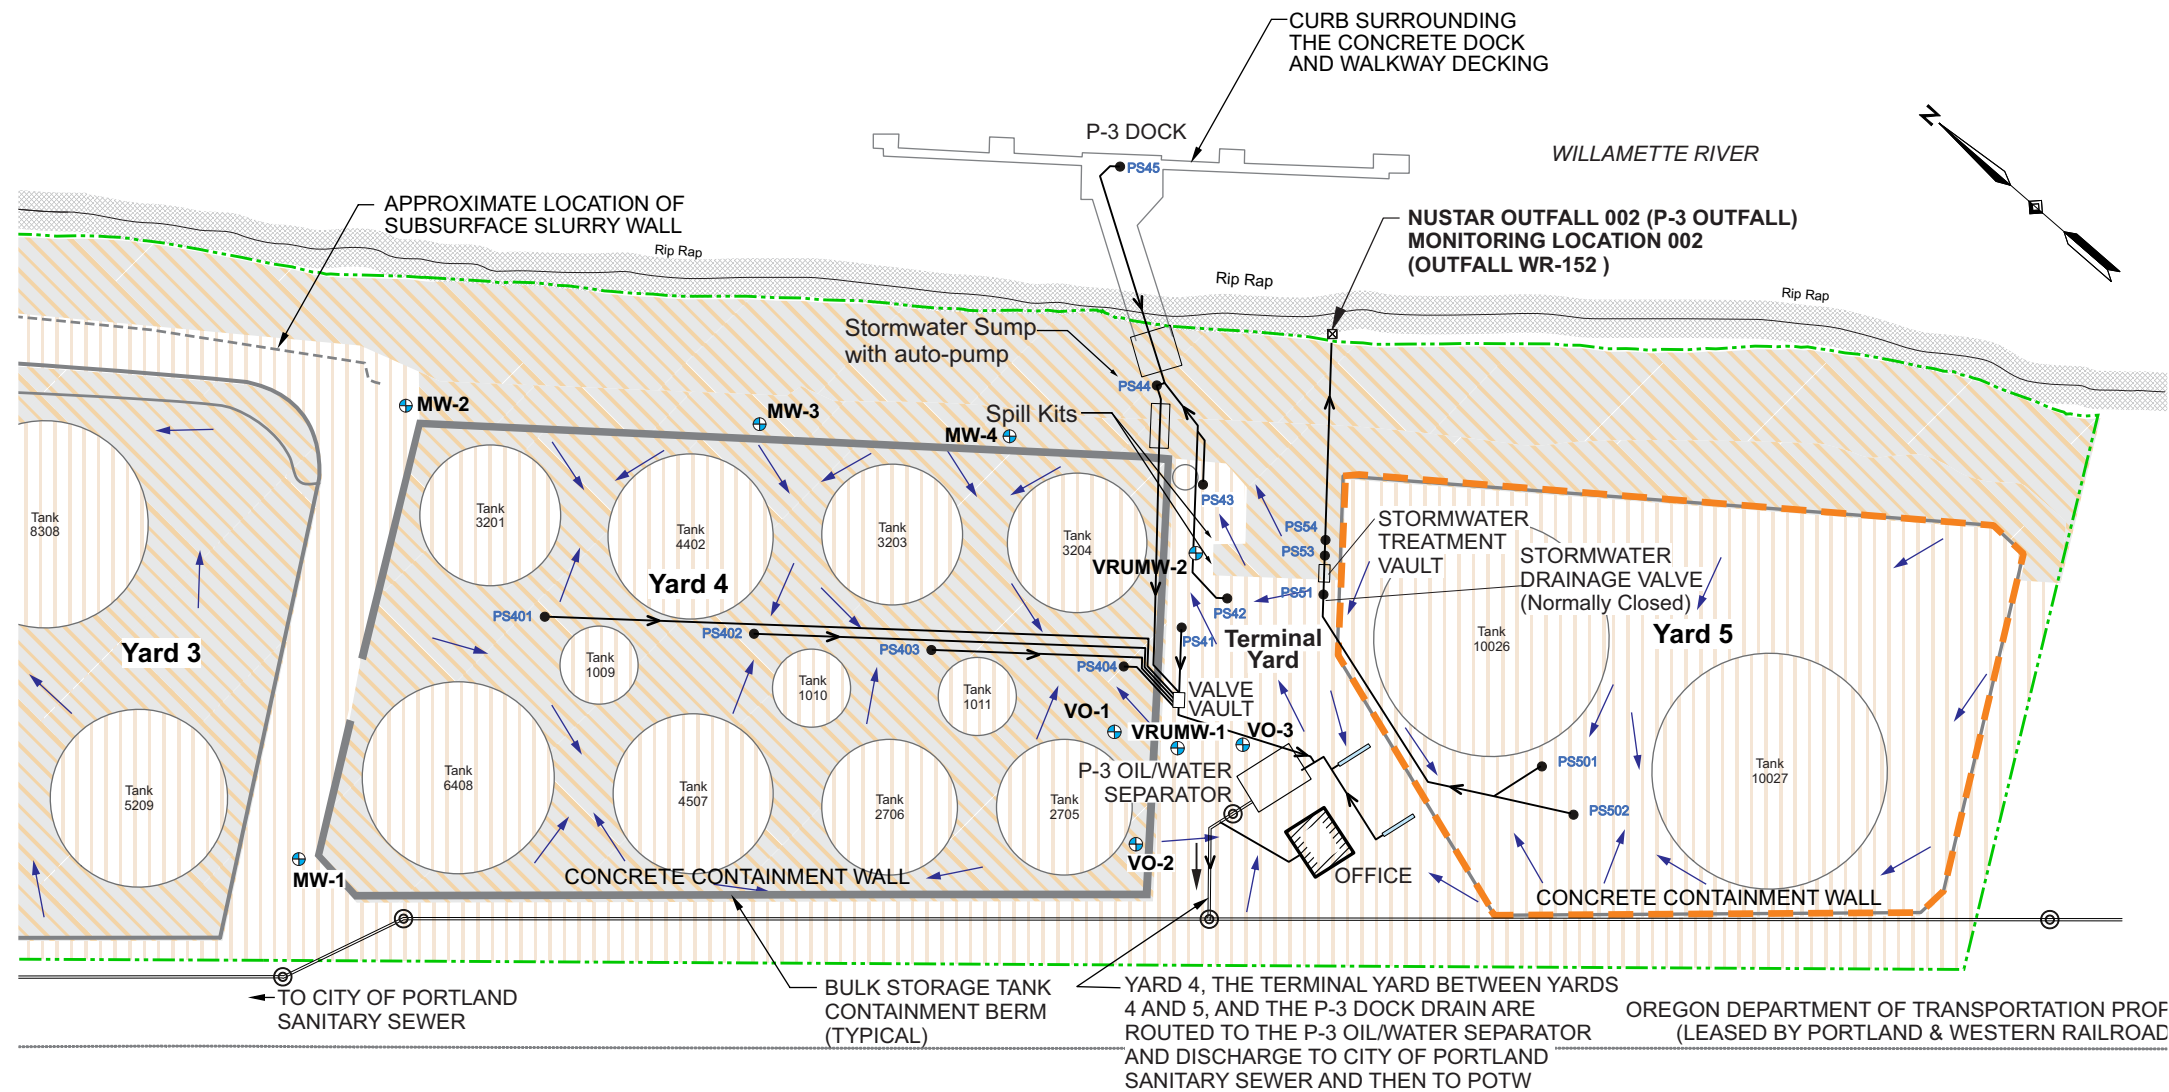 CURB SURROUNDING
THE CONCRETE DOCK
AND WALKWAY DECKING
P-3 DOCK
PS45
WILLAMETTE RIVER
N
APPROXIMATE LOCATION OF
SUBSURFACE SLURRY WALL
NUSTAR OUTFALL 002 (P-3 OUTFALL)
MONITORING LOCATION 002
(OUTFALL WR-152 )
Rip Rap
Rip Rap
Rip Rap
Stormwater Sump
with auto-pump
PS44
Spill Kits
MW-2
MW-3
MW-4
PS43
Tank
3201
Tank
4402
Tank
3203
Tank
3204
Tank
8308
Yard 4
VRUMW-2
PS54
PS53
PS51
STORMWATER
TREATMENT
VAULT
STORMWATER
DRAINAGE VALVE
(Normally Closed)
PS42
PS41
Terminal
Yard
Tank
10026
Yard 5
Yard 3
PS401
PS402
PS403
PS404
Tank
1009
Tank
1010
Tank
1011
VALVE
VAULT
VO-1
VRUMW-1
VO-3
P-3 OIL/WATER
SEPARATOR
PS501
PS502
Tank
10027
Tank
5209
Tank
6408
Tank
4507
Tank
2706
Tank
2705
VO-2
MW-1
CONCRETE CONTAINMENT WALL
OFFICE
CONCRETE CONTAINMENT WALL
TO CITY OF PORTLAND
SANITARY SEWER
BULK STORAGE TANK
CONTAINMENT BERM
(TYPICAL)
YARD 4, THE TERMINAL YARD BETWEEN YARDS
4 AND 5, AND THE P-3 DOCK DRAIN ARE
ROUTED TO THE P-3 OIL/WATER SEPARATOR
AND DISCHARGE TO CITY OF PORTLAND
SANITARY SEWER AND THEN TO POTW
OREGON DEPARTMENT OF TRANSPORTATION
(LEASED BY PORTLAND & WESTERN RAILROAD